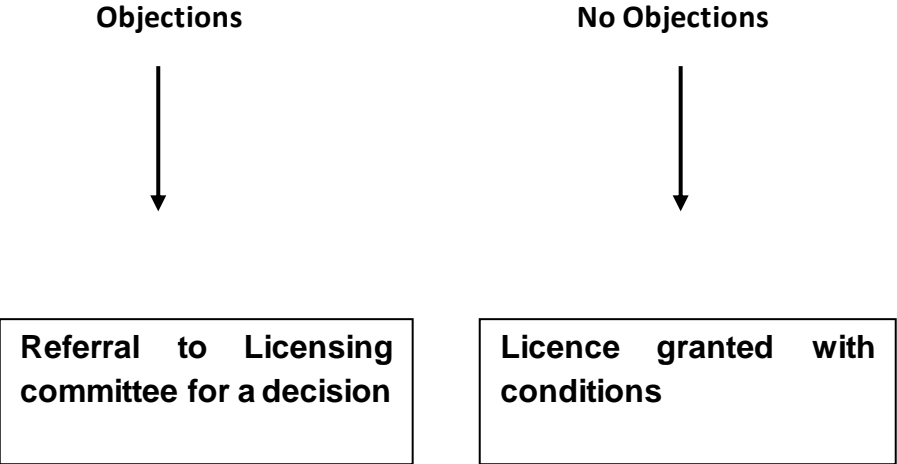 Objections
No Objections
Referral to Licensing
committee for a decision
Licence granted with
conditions